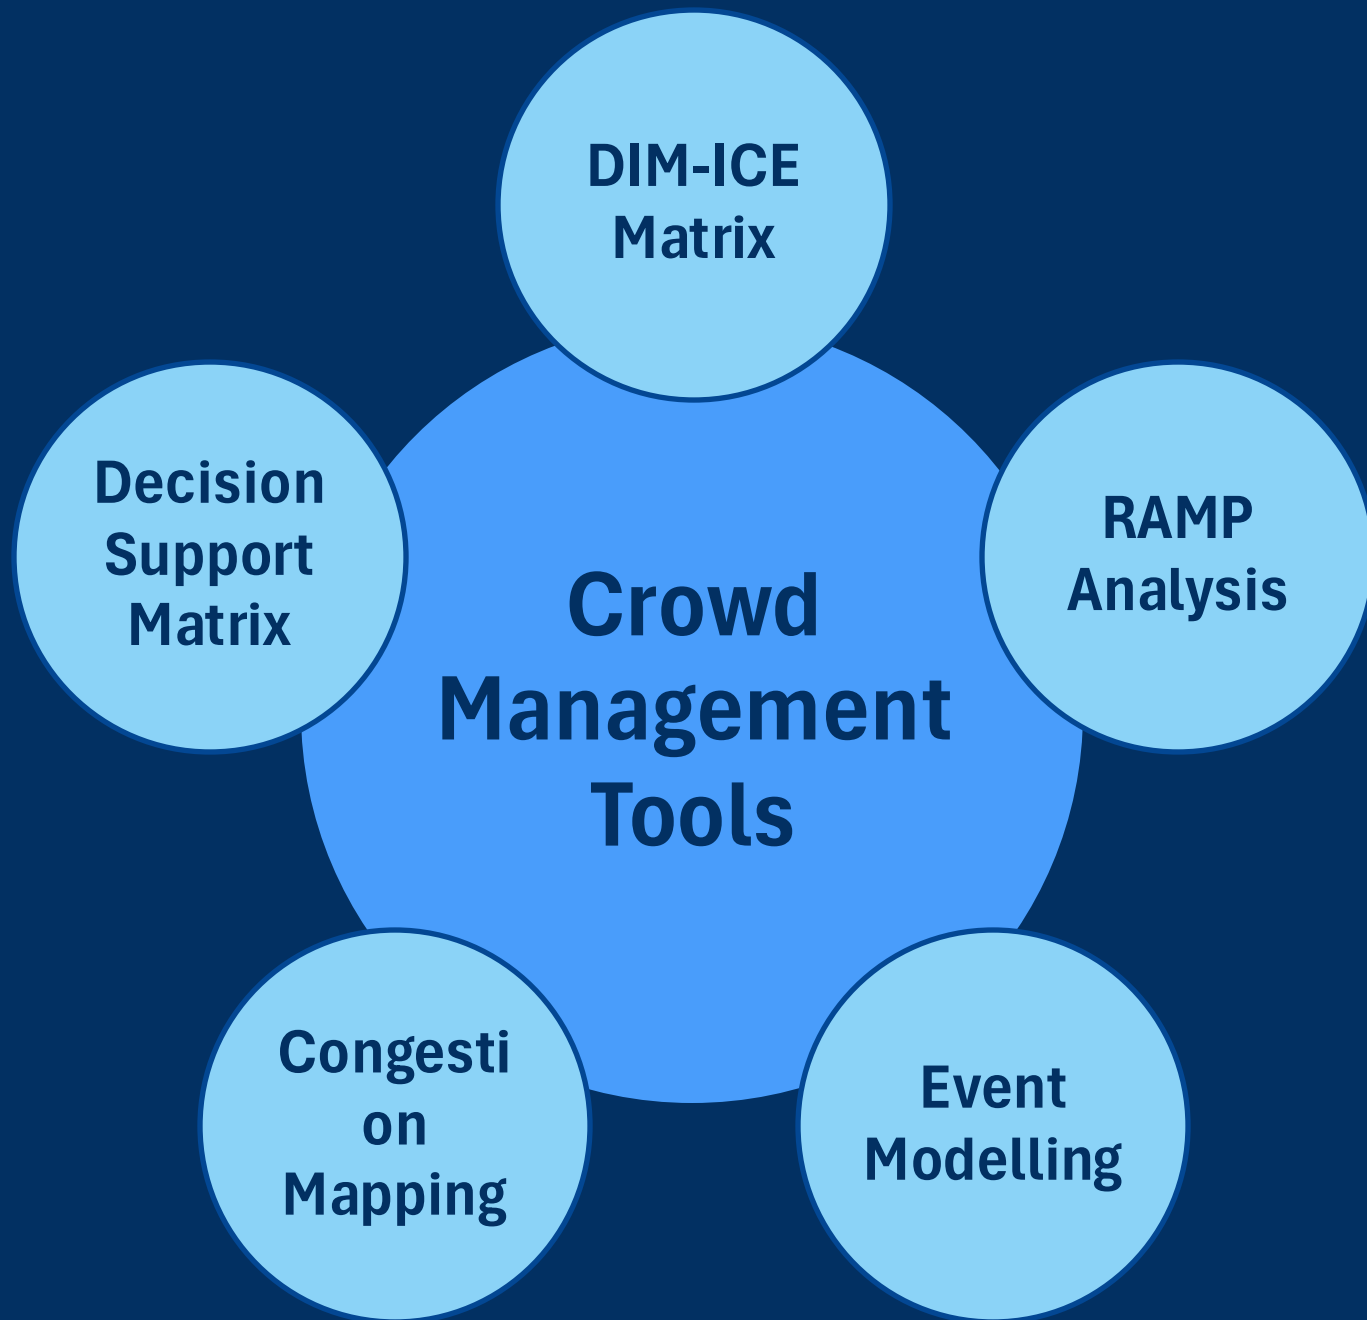 DIM-ICE
Matrix
Decision
Support
Matrix
RAMP
Analysis
Crowd
Management
Tools
Congesti
on
Mapping
Event
Modelling